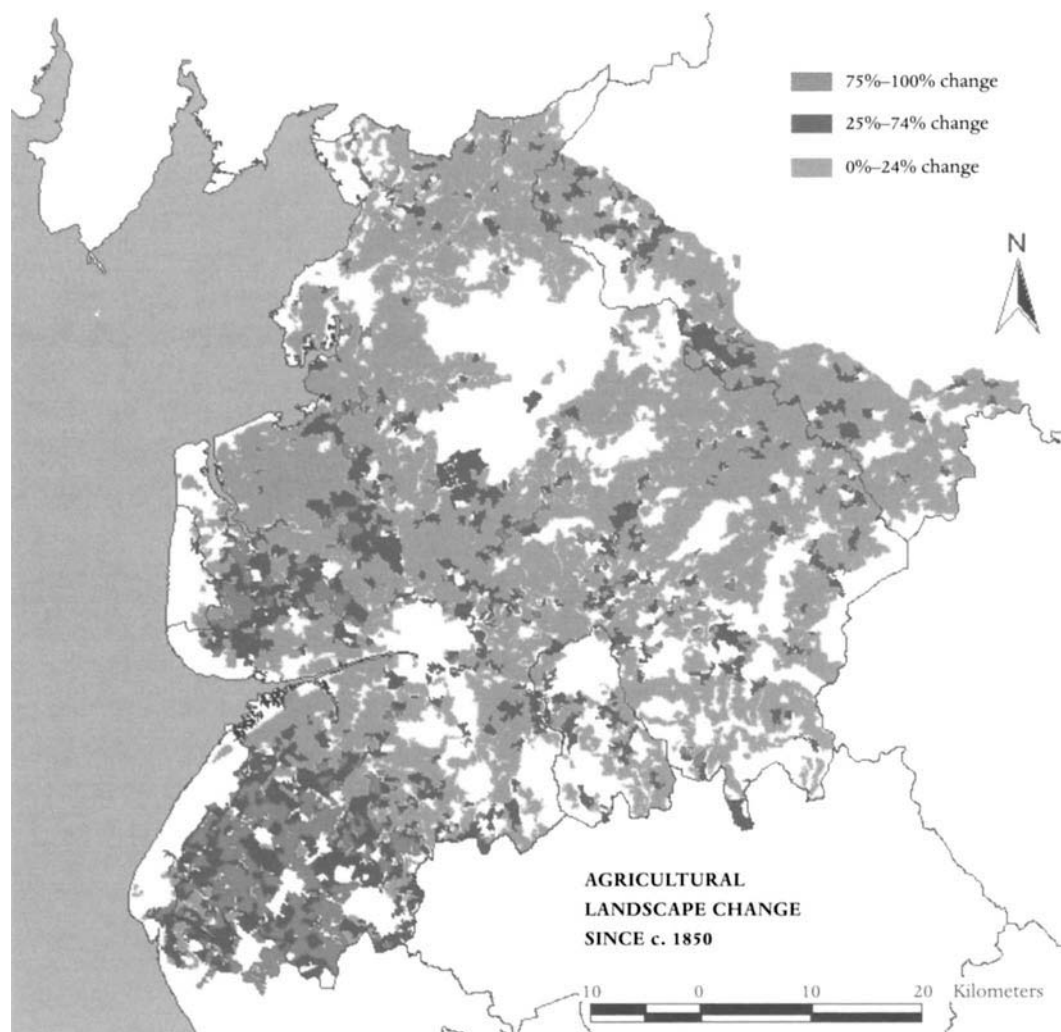 75%–100% change
25%–74% change
0%–24% change
N
AGRICULTURAL
LANDSCAPE CHANGE
SINCE c. 1850
10 0 10 20 Kilometers